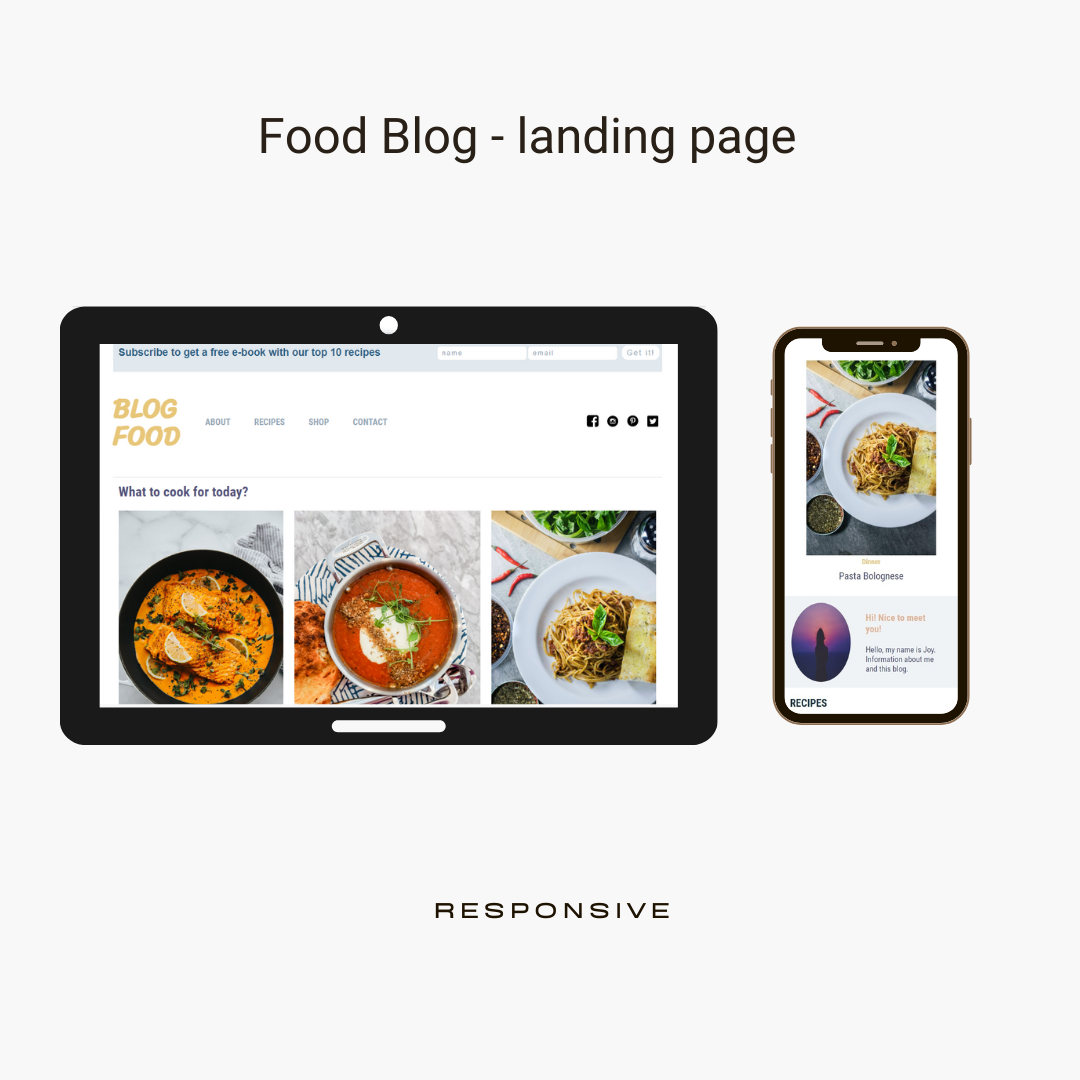 Food Blog - landing page
Subscribe to get a free e-book with our top 10 recipes
name
email
Get it!
BLOG
FOOD
ABOUT
RECIPES
SHOP
CONTACT
What to cook for today?
Dinner
Pasta Bolognese
Hi! Nice to meet
you!
Hello, my name is Joy.
Information about me
and this blog.
RECIPES
RESPONSIVE